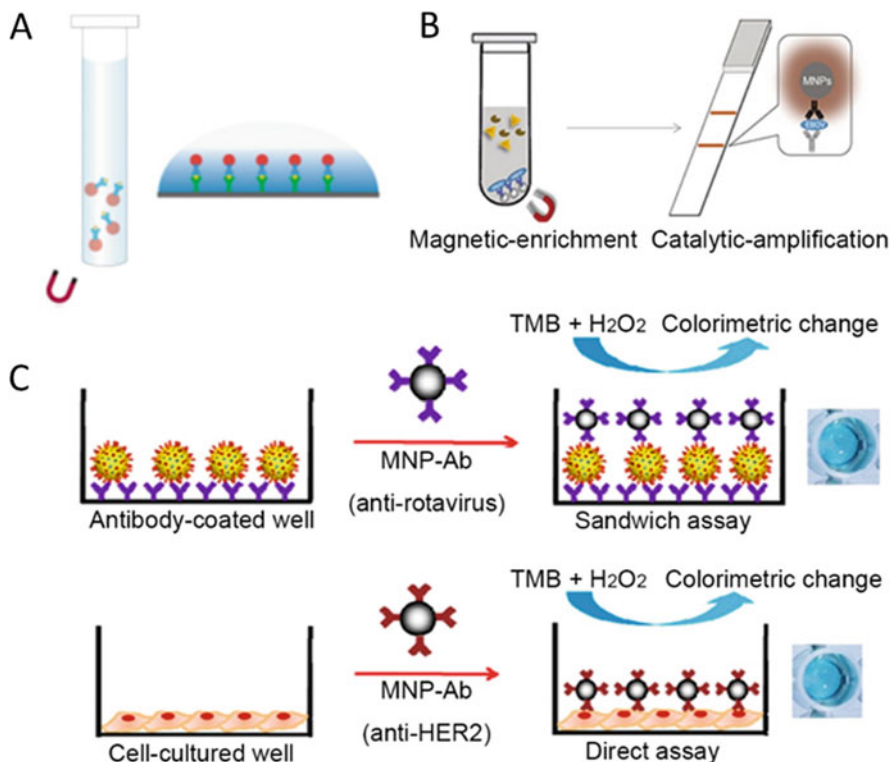 A
B
MNPs
EBOV
Magnetic-enrichment
Catalytic-amplification
C
TMB + H2O2 Colorimetric change
MNP-Ab
(anti-rotavirus)
Antibody-coated well
Sandwich assay
TMB + H2O2 Colorimetric change
MNP-Ab
(anti-HER2)
Cell-cultured well
Direct assay